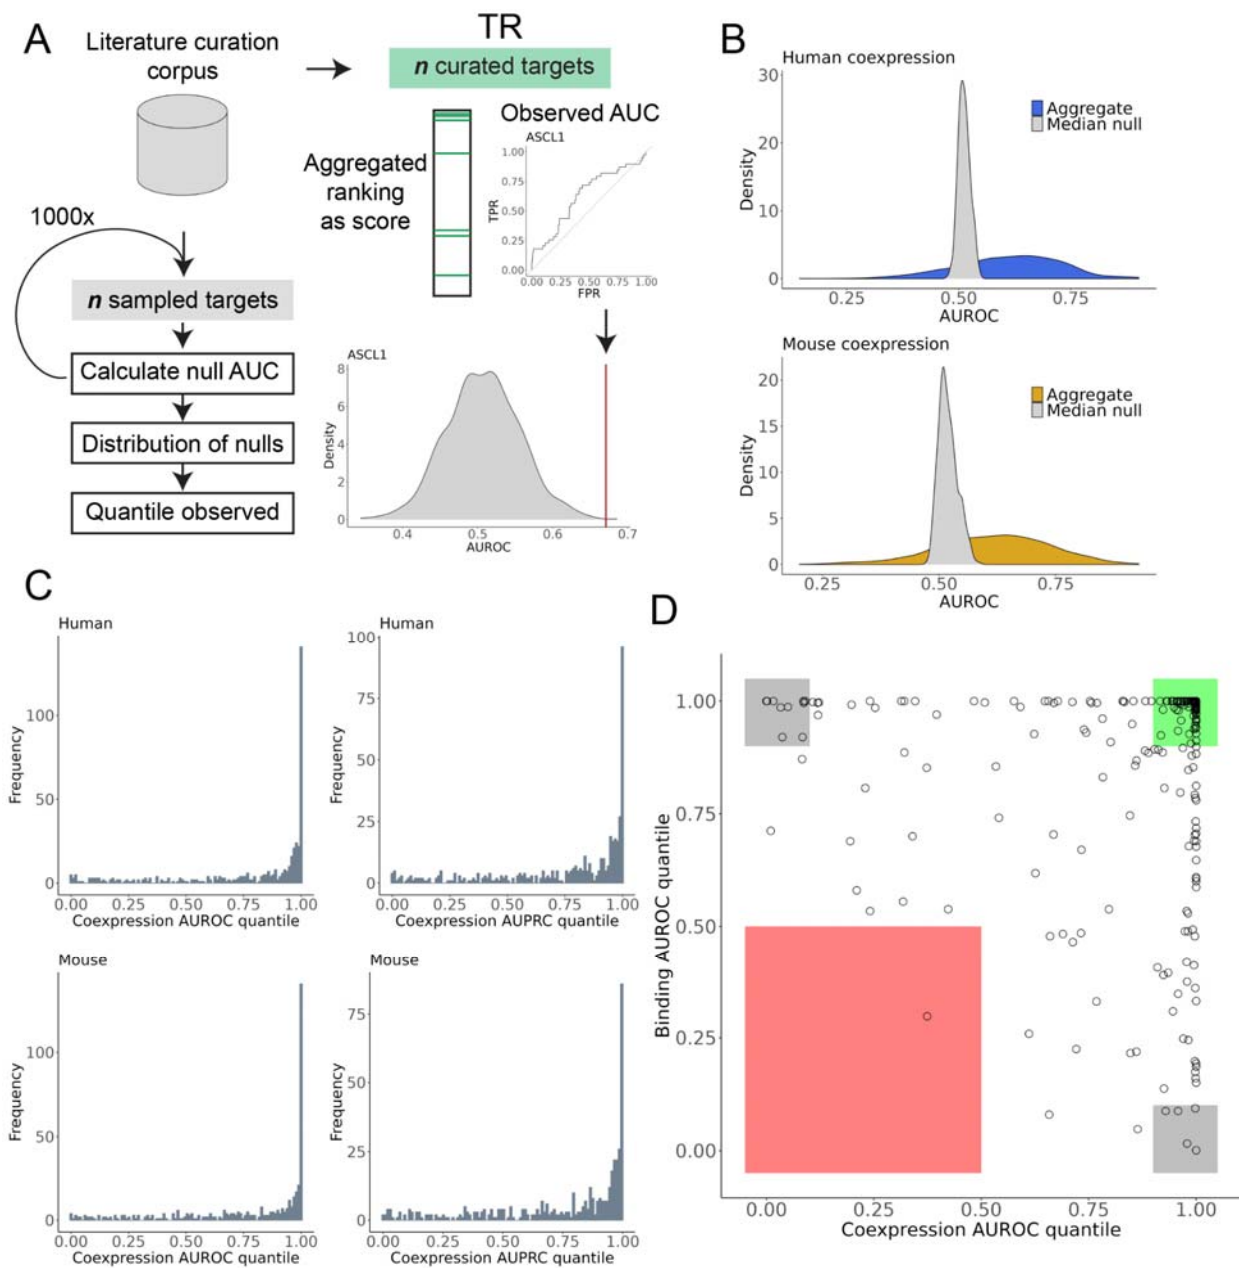 A
Literature curation
corpus
TR
n curated targets
Observed AUC
ASCL1
1.00
0.75
0.50
0.25
0.00
TPR
0.00 0.25 0.50 0.75 1.00
FPR
Aggregated
ranking
as score
1000x
n sampled targets
Calculate null AUC
Distribution of nulls
Quantile observed
ASCL1
8
6
4
2
0
Density
0.4 0.5 0.6 0.7
AUROC
B
Human coexpression
30
20
10
0
Density
Aggregate
Median null
0.25 0.50 0.75
AUROC
Mouse coexpression
20
15
10
5
0
Density
Aggregate
Median null
0.25 0.50 0.75
AUROC
C
Human
100
50
0
Frequency
0.00 0.25 0.50 0.75 1.00
Coexpression AUROC quantile
Human
100
75
50
25
0
Frequency
0.00 0.25 0.50 0.75 1.00
Coexpression AUPRC quantile
Mouse
100
50
0
Frequency
0.00 0.25 0.50 0.75 1.00
Coexpression AUROC quantile
Mouse
75
50
25
0
Frequency
0.00 0.25 0.50 0.75 1.00
Coexpression AUPRC quantile
D
1.00
0.75
0.50
0.25
0.00
Binding AUROC quantile
0.00 0.25 0.50 0.75 1.00
Coexpression AUROC quantile